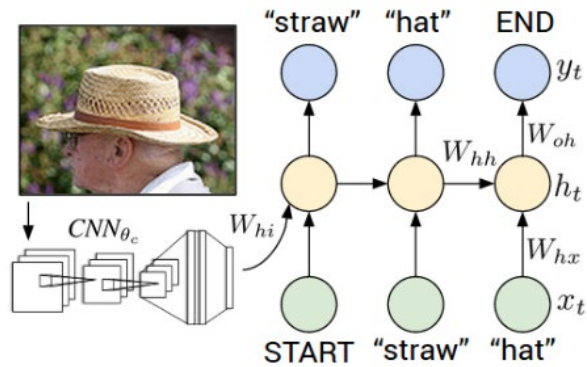 “straw” “hat” END
y_t
W_hh W_oh
h_t
CNN_θc W_hi
W_hx
x_t
START “straw” “hat”